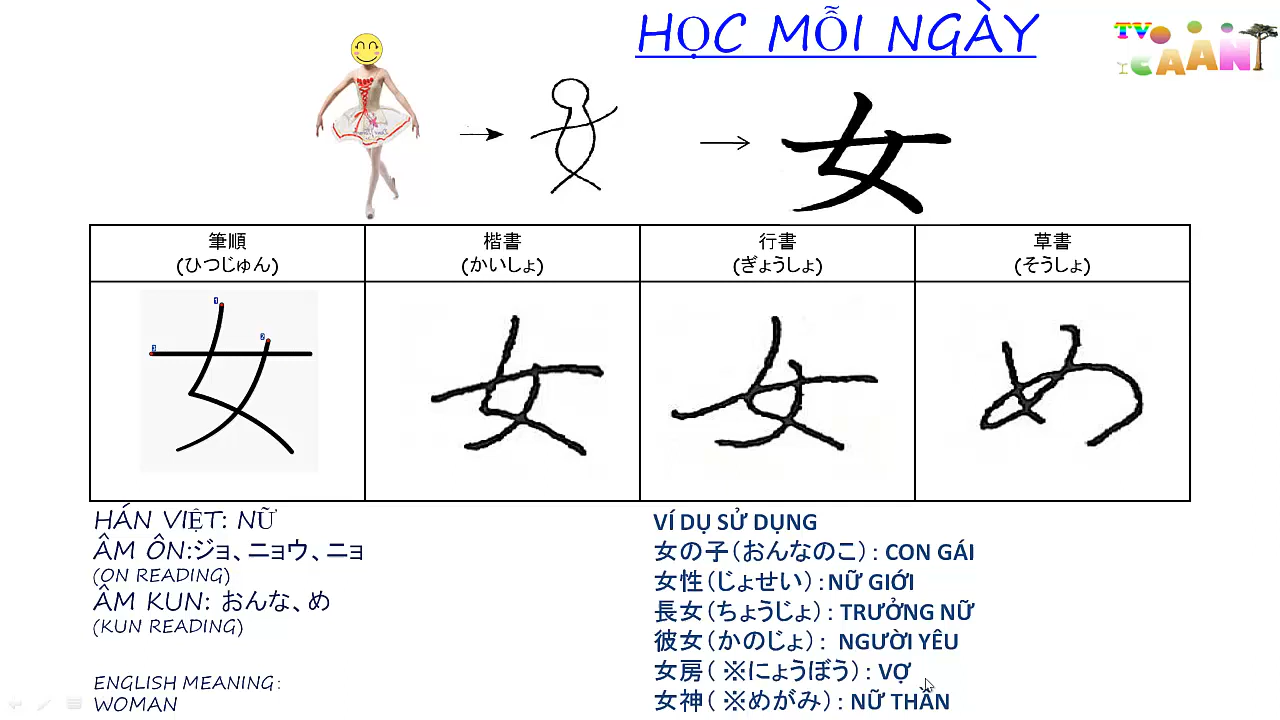 HỌC MỖI NGÀY
TV
CAAN
女
筆順
(ひつじゅん)
楷書
(かいしょ)
行書
(ぎょうしょ)
草書
(そうしょ)
1
2
3
女
女
女
女
HÁN VIỆT: NỮ
ÂM ÔN:ジョ、ニョウ、ニョ
(ON READING)
ÂM KUN: おんな、め
(KUN READING)
ENGLISH MEANING:
WOMAN
VÍ DỤ SỬ DỤNG
女の子(おんなのこ) : CON GÁI
女性(じょせい) : NỮ GIỚI
長女(ちょうじょ) : TRƯỞNG NỮ
彼女(かのじょ) : NGƯỜI YÊU
女房( ※にょうぼう) : VỢ
女神( ※めがみ) : NỮ THẦN